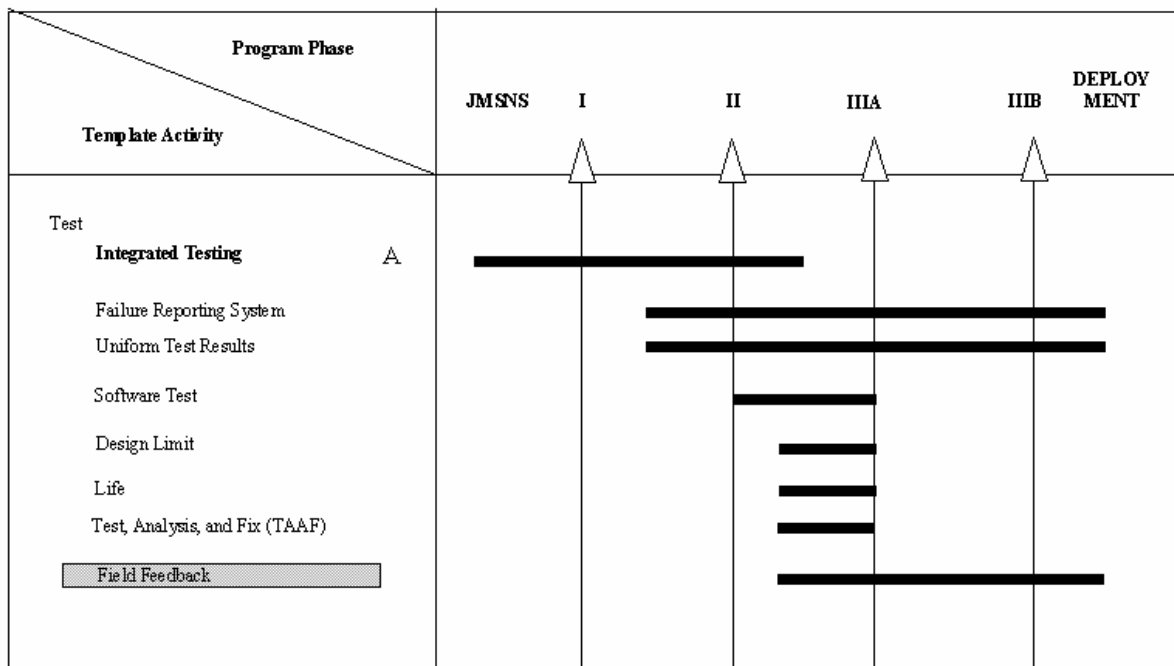 Program Phase
Template Activity
JMSNS
I
II
IIIA
IIIB
DEPLOY
MENT
Test
Integrated Testing A
Failure Reporting System
Uniform Test Results
Software Test
Design Limit
Life
Test, Analysis, and Fix (TAAF)
Field Feedback